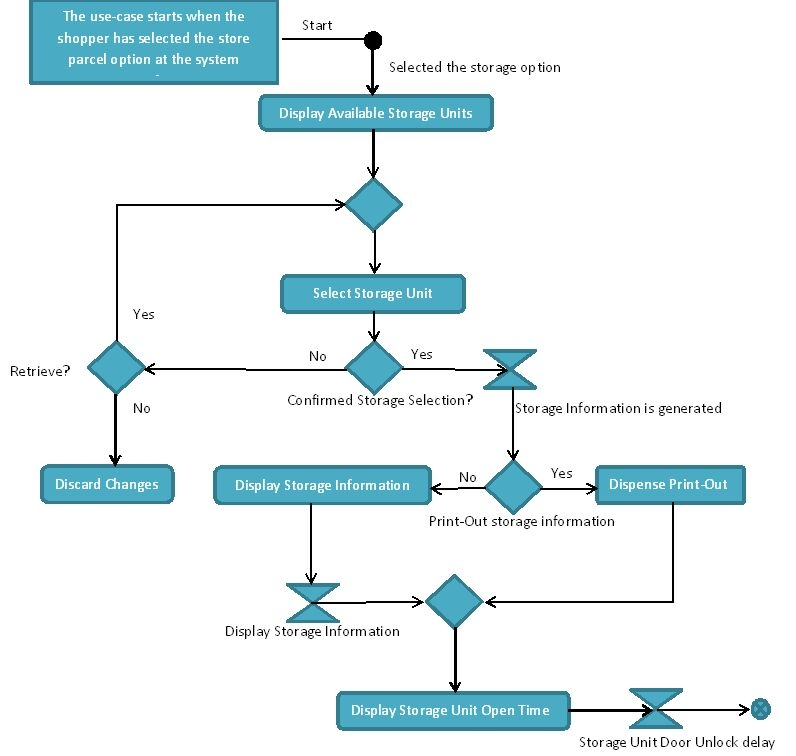 The use-case starts when the
shopper has selected the store
parcel option at the system
-
Start
Selected the storage option
Display Available Storage Units
Select Storage Unit
Yes
No
Yes
Retrieve?
Confirmed Storage Selection?
No
Storage Information is generated
Discard Changes
Display Storage Information
No
Yes
Dispense Print-Out
Print-Out storage information
Display Storage Information
Display Storage Unit Open Time
Storage Unit Door Unlock delay